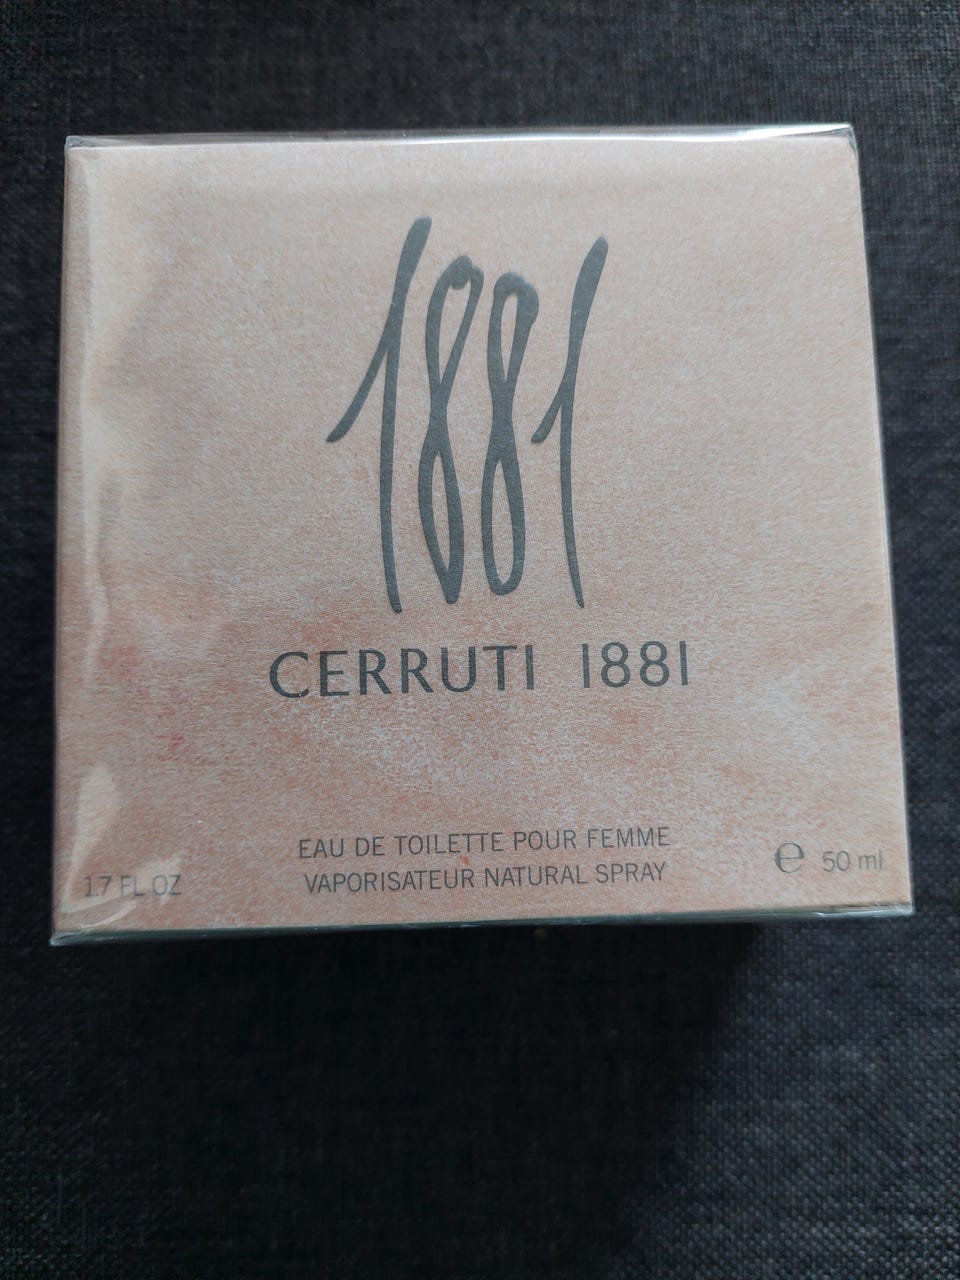 1881
CERRUTI 1881
EAU DE TOILETTE POUR FEMME
VAPORISATEUR NATURAL SPRAY
1.7 FL OZ
℮ 50 ml